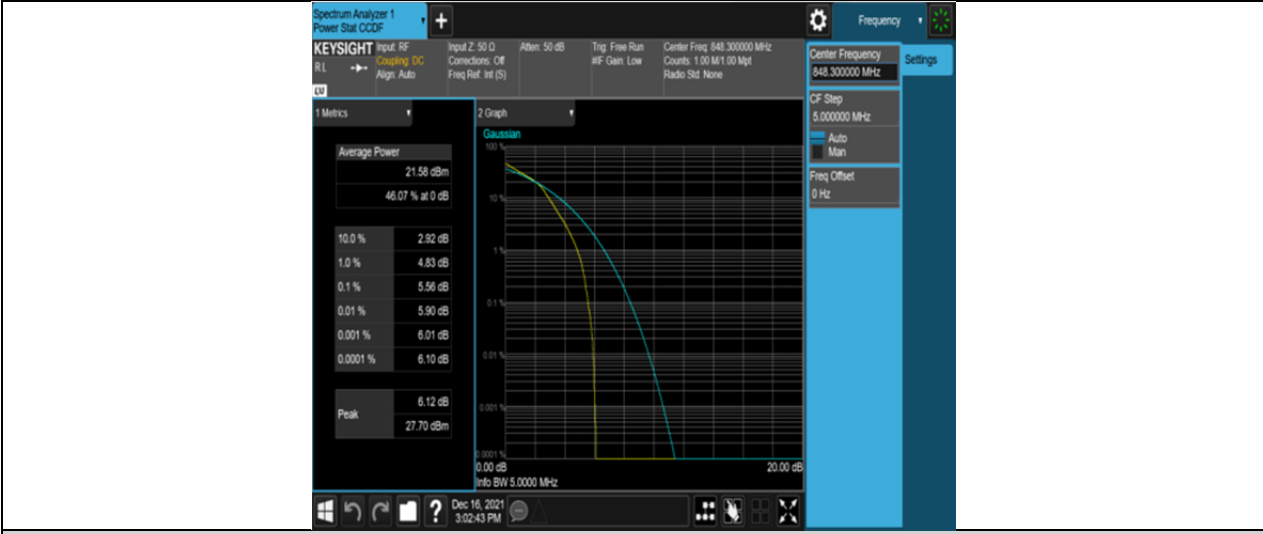 Spectrum Analyzer 1
Power Stat CCDF
+
Frequency
KEYSIGHT
RL
LV
Input: RF
Coupling: DC
Align: Auto
Input Z: 50 Ω
Corrections: Off
Freq Ref: Int (S)
Atten: 50 dB
Trig: Free Run
#IF Gain: Low
Center Freq: 848.300000 MHz
Counts: 1.00 M/1.00 Mpt
Radio Std: None
Center Frequency
848.300000 MHz
Settings
CF Step
5.000000 MHz
Auto
Man
Freq Offset
0 Hz
1 Metrics
Average Power
21.58 dBm
46.07 % at 0 dB
10.0 % 2.92 dB
1.0 % 4.83 dB
0.1 % 5.56 dB
0.01 % 5.90 dB
0.001 % 6.01 dB
0.0001 % 6.10 dB
Peak
6.12 dB
27.70 dBm
2 Graph
Gaussian
100 %
10 %
1 %
0.1 %
0.01 %
0.001 %
0.0001 %
0.00 dB 20.00 dB
Info BW 5.0000 MHz
?
Dec 16, 2021
3:02:43 PM